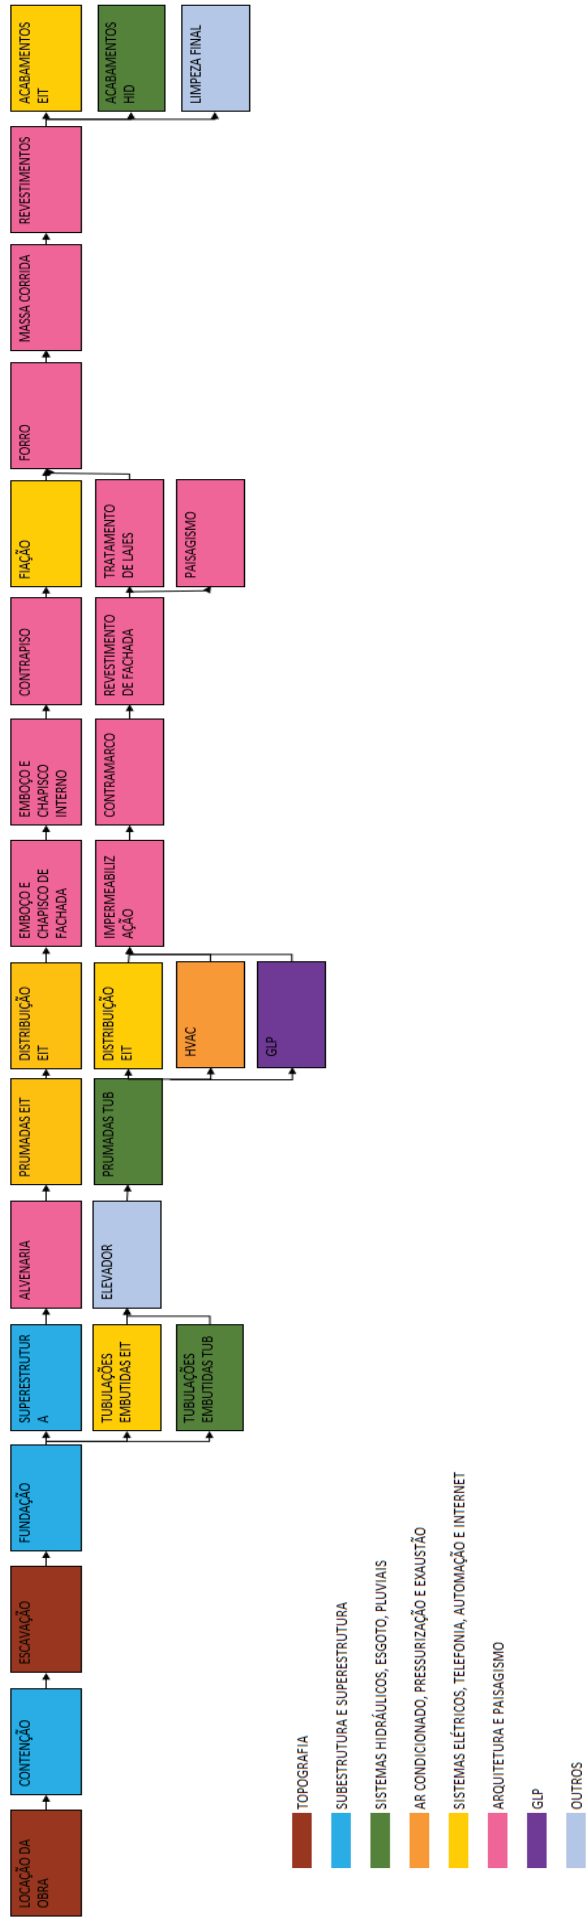 LOCAÇÃO DA
OBRA
CONTENÇÃO
ESCAVAÇÃO
FUNDAÇÃO
SUPERESTRUTUR
A
ALVENARIA
PRUMADAS EIT
DISTRIBUIÇÃO
EIT
EMBOÇO E
CHAPISCO DE
FACHADA
EMBOÇO E
CHAPISCO
INTERNO
CONTRAPISO
FIAÇÃO
FORRO
MASSA CORRIDA
REVESTIMENTOS
ACABAMENTOS
EIT
TUBULAÇÕES
EMBUTIDAS EIT
ELEVADOR
PRUMADAS TUB
DISTRIBUIÇÃO
EIT
IMPERMEABILIZ
AÇÃO
CONTRAMARCO
REVESTIMENTO
DE FACHADA
TRATAMENTO
DE LAJES
ACABAMENTOS
HID
TUBULAÇÕES
EMBUTIDAS TUB
HVAC
PAISAGISMO
LIMPEZA FINAL
GLP
TOPOGRAFIA
SUBESTRUTURA E SUPERESTRUTURA
SISTEMAS HIDRÁULICOS, ESGOTO, PLUVIAIS
AR CONDICIONADO, PRESSURIZAÇÃO E EXAUSTÃO
SISTEMAS ELÉTRICOS, TELEFONIA, AUTOMAÇÃO E INTERNET
ARQUITETURA E PAISAGISMO
GLP
OUTROS